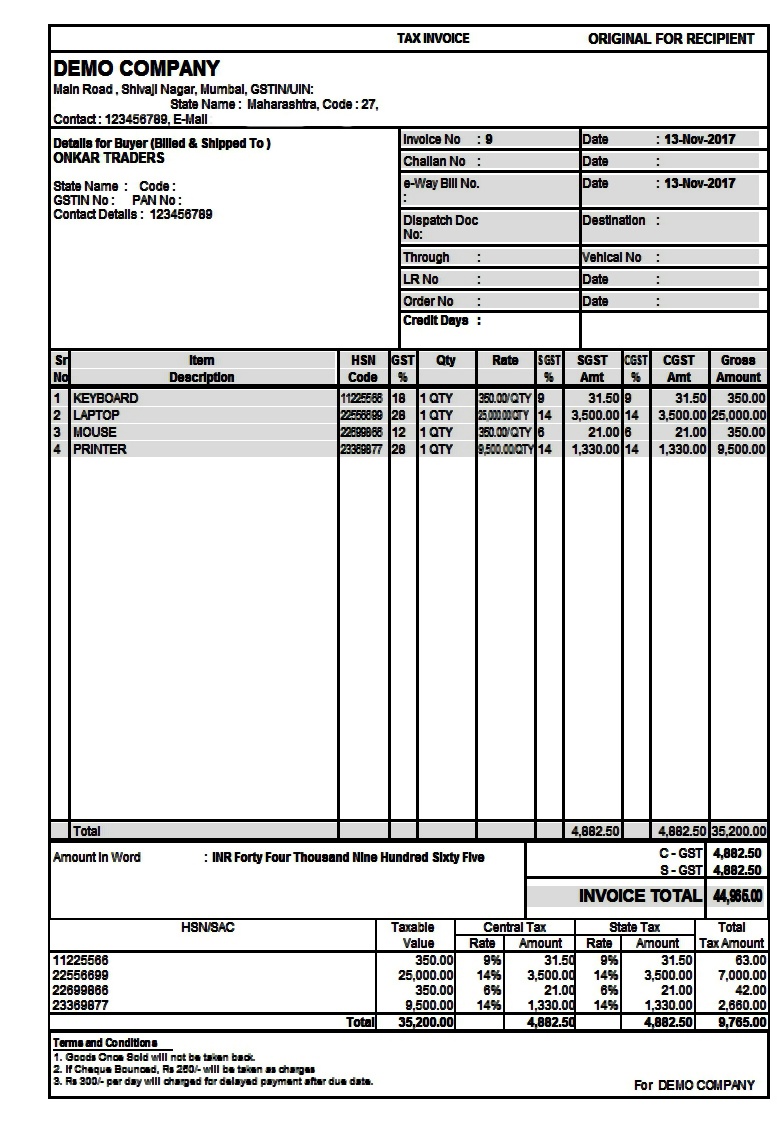 TAX INVOICE ORIGINAL FOR RECIPIENT
DEMO COMPANY
Main Road , Shivaji Nagar, Mumbai, GSTIN/UIN:
State Name : Maharashtra, Code : 27,
Contact : 123456789, E-Mail
Details for Buyer (Billed & Shipped To )
ONKAR TRADERS
State Name : Code :
GSTIN No : PAN No :
Contact Details : 123456789
Invoice No : 9 Date : 13-Nov-2017
Challan No : Date :
e-Way Bill No. Date : 13-Nov-2017
:
Dispatch Doc Destination :
No:
Through : Vehical No :
LR No : Date :
Order No : Date :
Credit Days :
Sr Item HSN GST Qty Rate SGST SGST CGST CGST Gross
No Description Code % % Amt % Amt Amount
1 KEYBOARD 11225566 18 1 QTY 350.00/QTY 9 31.50 9 31.50 350.00
2 LAPTOP 22556699 28 1 QTY 25,000.00/QTY 14 3,500.00 14 3,500.00 25,000.00
3 MOUSE 22699866 12 1 QTY 350.00/QTY 6 21.00 6 21.00 350.00
4 PRINTER 23369877 28 1 QTY 9,500.00/QTY 14 1,330.00 14 1,330.00 9,500.00
Total 4,882.50 4,882.50 35,200.00
Amount in Word : INR Forty Four Thousand Nine Hundred Sixty Five
C - GST 4,882.50
S - GST 4,882.50
INVOICE TOTAL 44,965.00
HSN/SAC Taxable Central Tax State Tax Total
Value Rate Amount Rate Amount Tax Amount
11225566 350.00 9% 31.50 9% 31.50 63.00
22556699 25,000.00 14% 3,500.00 14% 3,500.00 7,000.00
22699866 350.00 6% 21.00 6% 21.00 42.00
23369877 9,500.00 14% 1,330.00 14% 1,330.00 2,660.00
Total 35,200.00 4,882.50 4,882.50 9,765.00
Terms and Conditions
1. Goods Once Sold will not be taken back.
2. If Cheque Bounced, Rs 250/- will be taken as charges
3. Rs 300/- per day will charged for delayed payment after due date.
For DEMO COMPANY